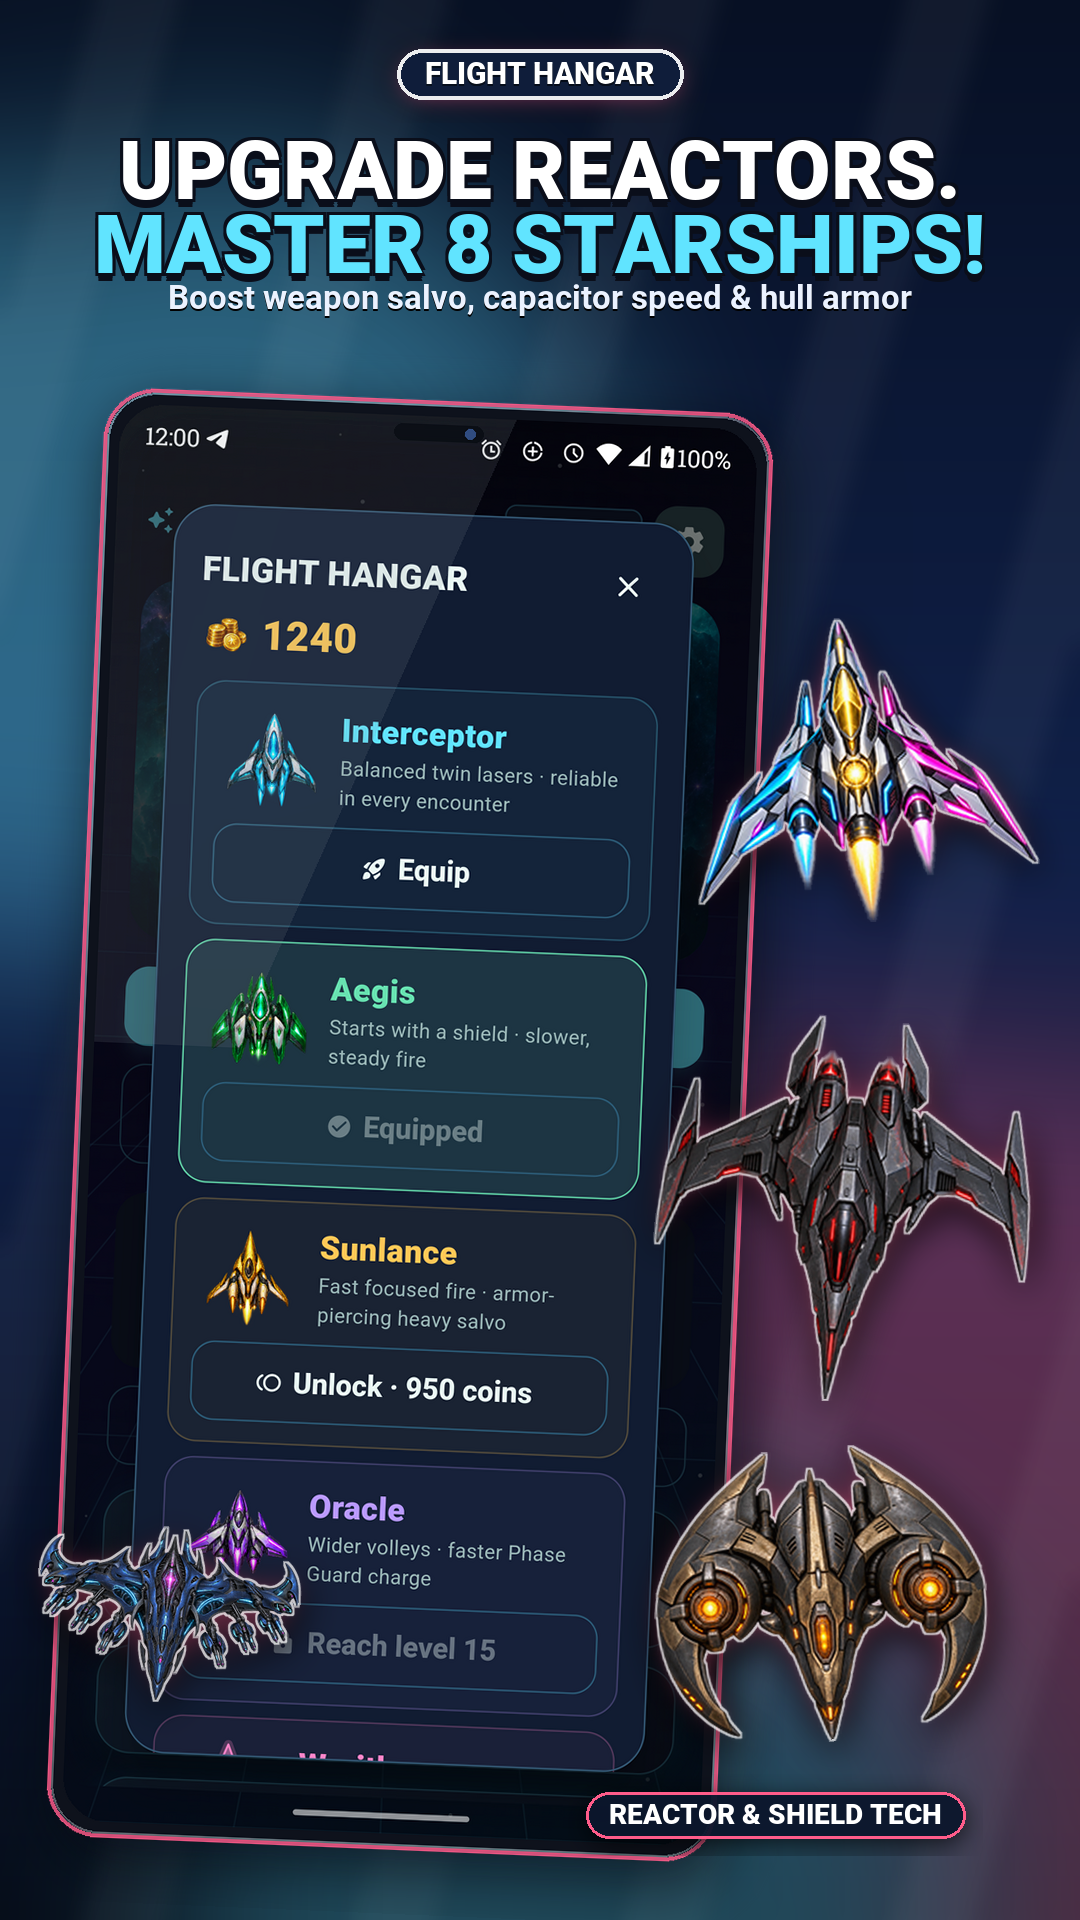 FLIGHT HANGAR
UPGRADE REACTORS.
MASTER 8 STARSHIPS!
Boost weapon salvo, capacitor speed & hull armor
12:00
100%
FLIGHT HANGAR
1240
Interceptor
Balanced twin lasers · reliable
in every encounter
Equip
Aegis
Starts with a shield · slower,
steady fire
Equipped
Sunlance
Fast focused fire · armor-
piercing heavy salvo
Unlock · 950 coins
Oracle
Wider volleys · faster Phase
Guard charge
Reach level 15
REACTOR & SHIELD TECH